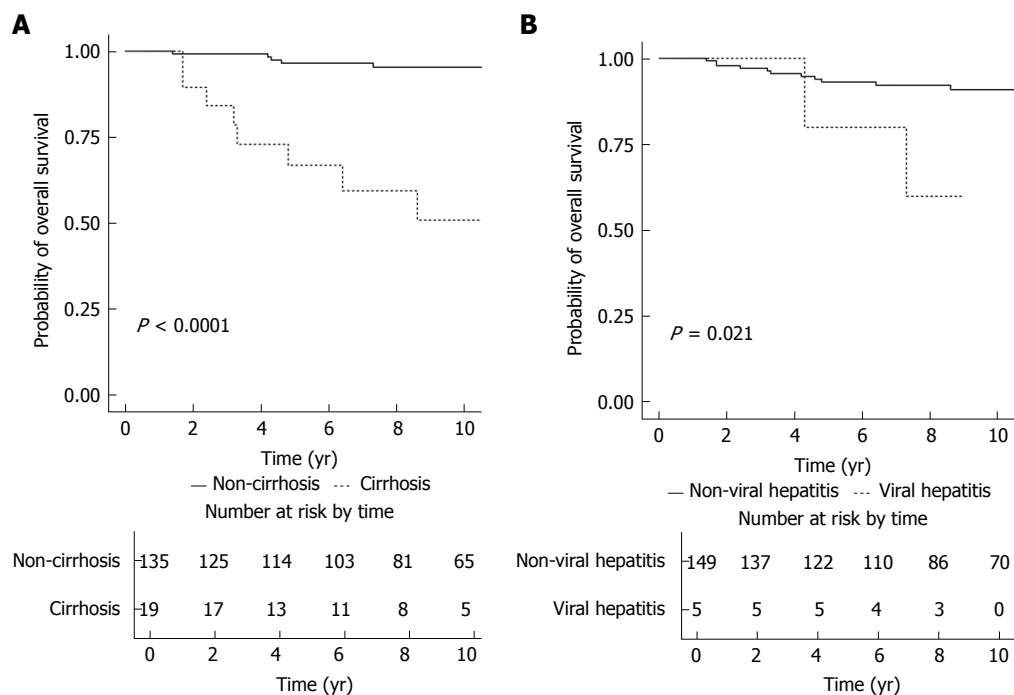 A
Probability of overall survival
1.00
0.75
0.50
0.25
0.00
P < 0.0001
0 2 4 6 8 10
Time (yr)
Non-cirrhosis Cirrhosis
Number at risk by time
Non-cirrhosis 135 125 114 103 81 65
Cirrhosis 19 17 13 11 8 5
0 2 4 6 8 10
Time (yr)
B
Probability of overall survival
1.00
0.75
0.50
0.25
0.00
P = 0.021
0 2 4 6 8 10
Time (yr)
Non-viral hepatitis Viral hepatitis
Number at risk by time
Non-viral hepatitis 149 137 122 110 86 70
Viral hepatitis 5 5 5 4 3 0
0 2 4 6 8 10
Time (yr)